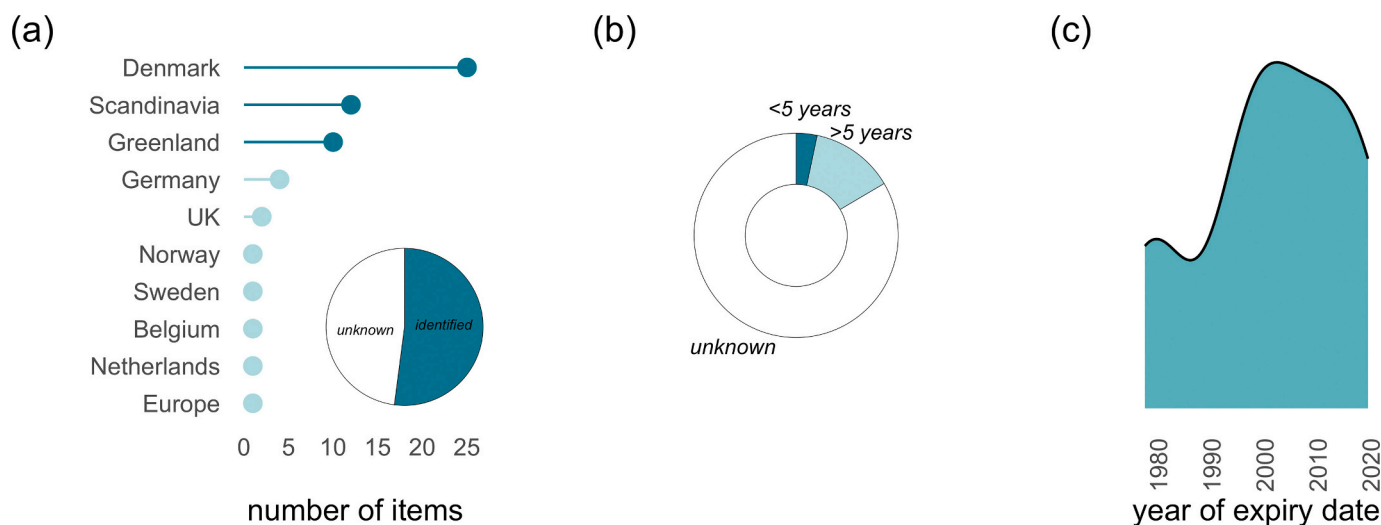 (a)
Denmark
Scandinavia
Greenland
Germany
UK
Norway
Sweden
Belgium
Netherlands
Europe
unknown
identified
0 5 10 15 20 25
number of items
(b)
<5 years
>5 years
unknown
(c)
1980
1990
2000
2010
2020
year of expiry date